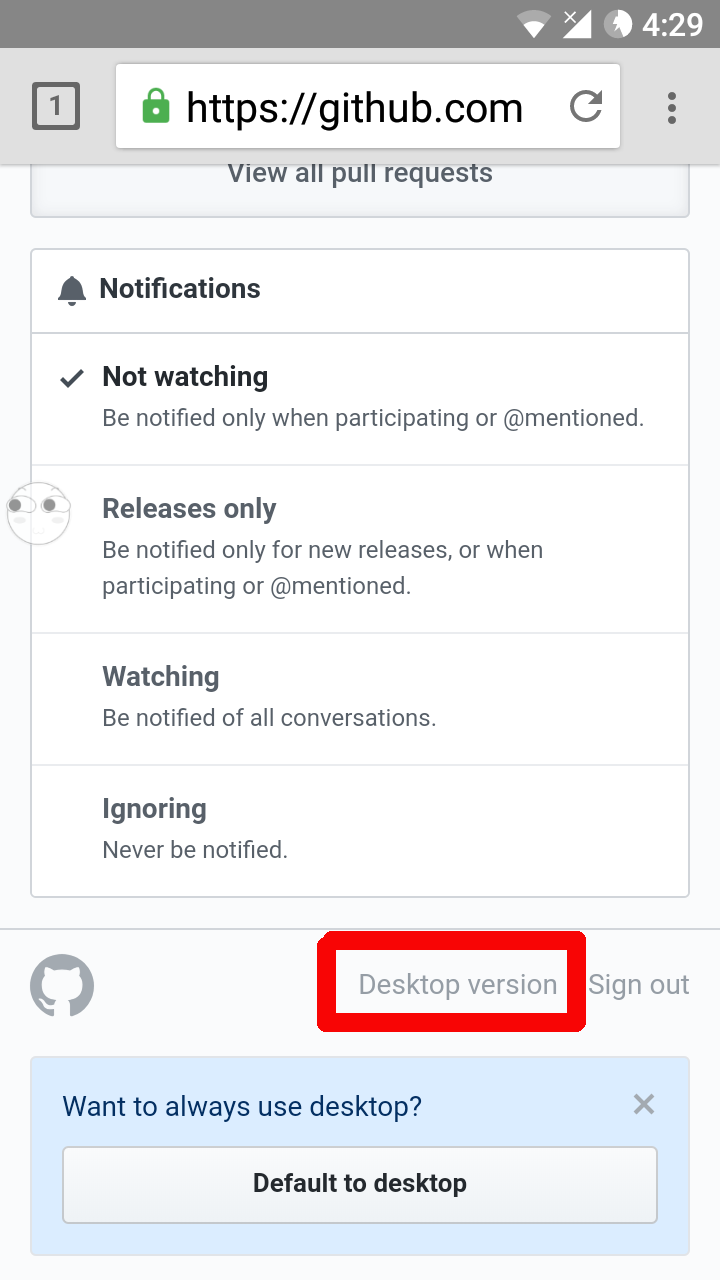 4:29
1
https://github.com
View all pull requests
Notifications
Not watching
Be notified only when participating or @mentioned.
Releases only
Be notified only for new releases, or when
participating or @mentioned.
Watching
Be notified of all conversations.
Ignoring
Never be notified.
Desktop version
Sign out
Want to always use desktop?
Default to desktop